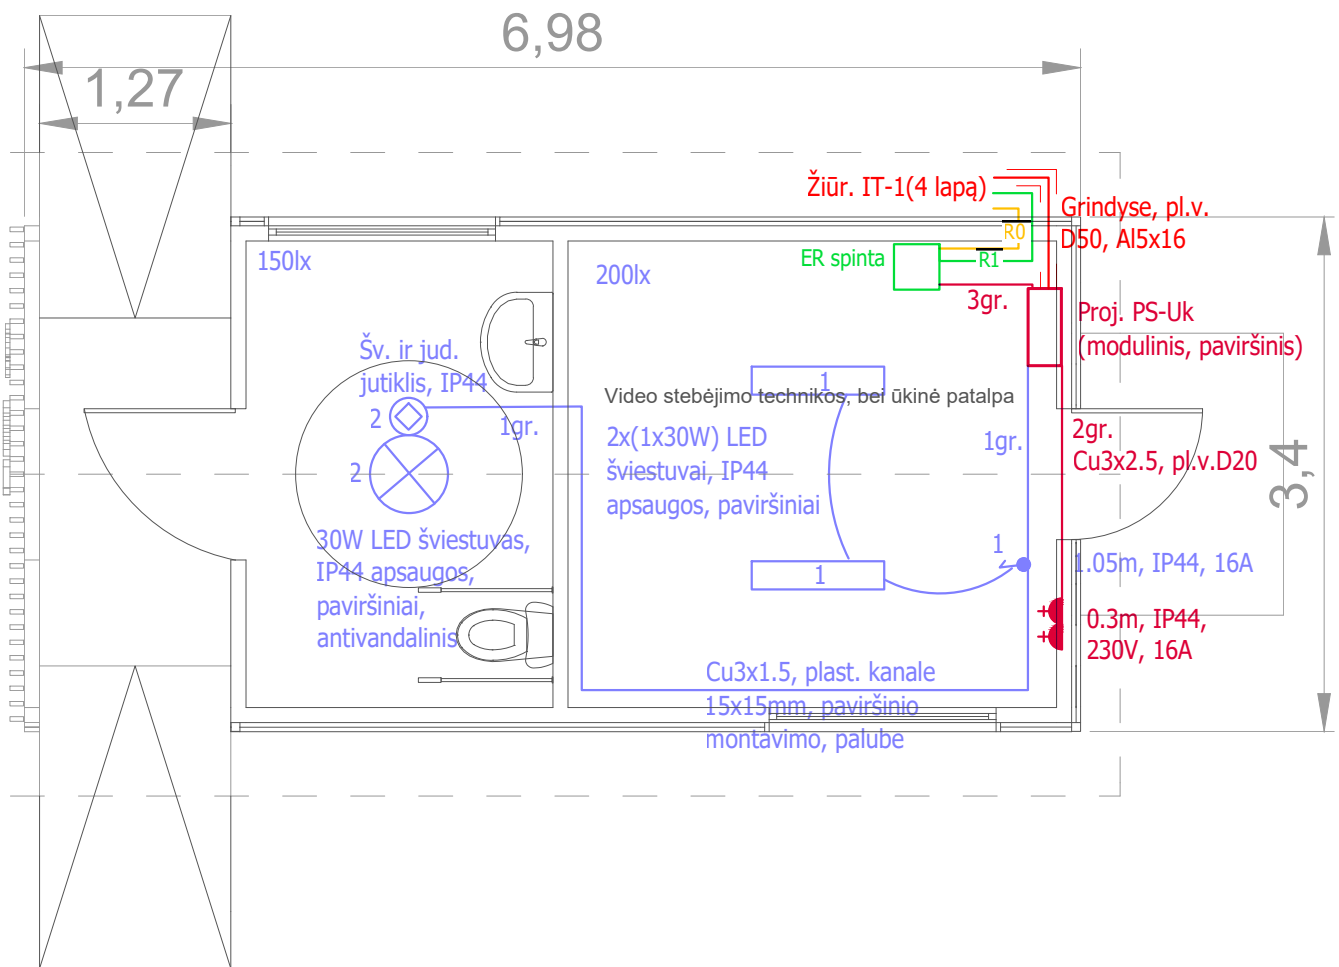 6,98
1,27
Žiūr. IT-1(4 lapą)
Grindyse, pl.v.
D50, Al5x16
R0
R1
150lx
200lx
ER spinta
3gr.
Proj. PS-Uk
(modulinis, paviršinis)
Šv. ir jud.
jutiklis, IP44
2
1gr.
2
1
Video stebėjimo technikos, bei ūkinė patalpa
2x(1x30W) LED
šviestuvai, IP44
apsaugos, paviršiniai
1gr.
2gr.
Cu3x2.5, pl.v.D20
3,4
30W LED šviestuvas,
IP44 apsaugos,
paviršiniai,
antivandalinis
1
1
1.05m, IP44, 16A
0.3m, IP44,
230V, 16A
Cu3x1.5, plast. kanale
15x15mm, paviršinio
montavimo, palube